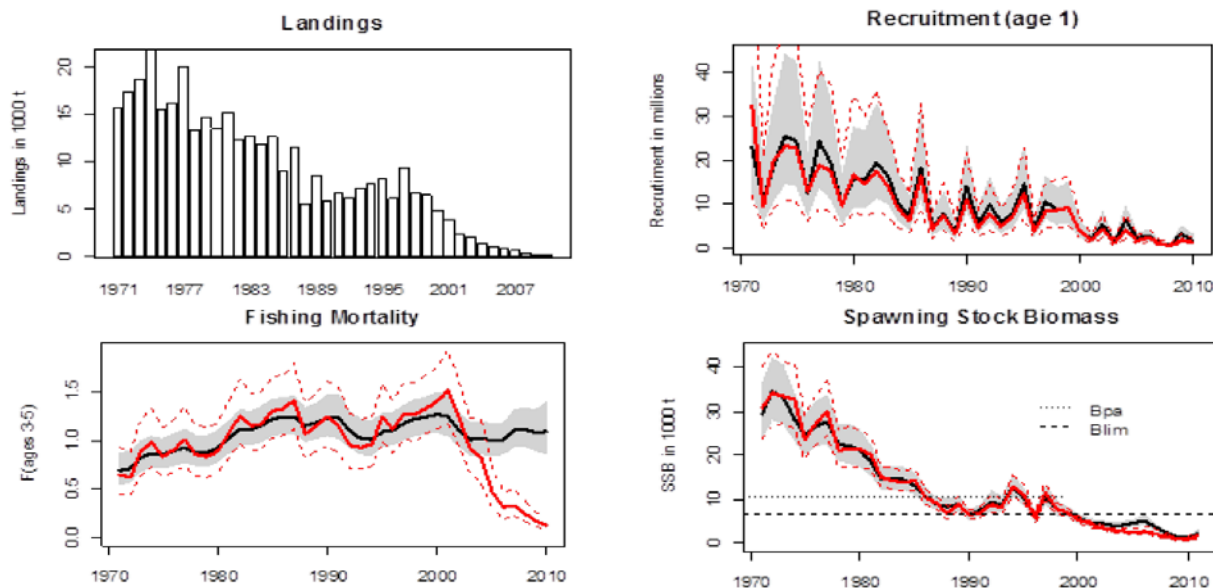 Landings
Landings in 1000 t
20
15
10
5
0
1971 1977 1983 1989 1995 2001 2007
Recruitment (age 1)
Recrutiment in millions
40
30
20
10
0
1970 1980 1990 2000 2010
Fishing Mortality
F(ages 3-5)
1.5
1.0
0.5
0.0
1970 1980 1990 2000 2010
Spawning Stock Biomass
SSB in 1000 t
40
30
20
10
0
Bpa
Blim
1970 1980 1990 2000 2010